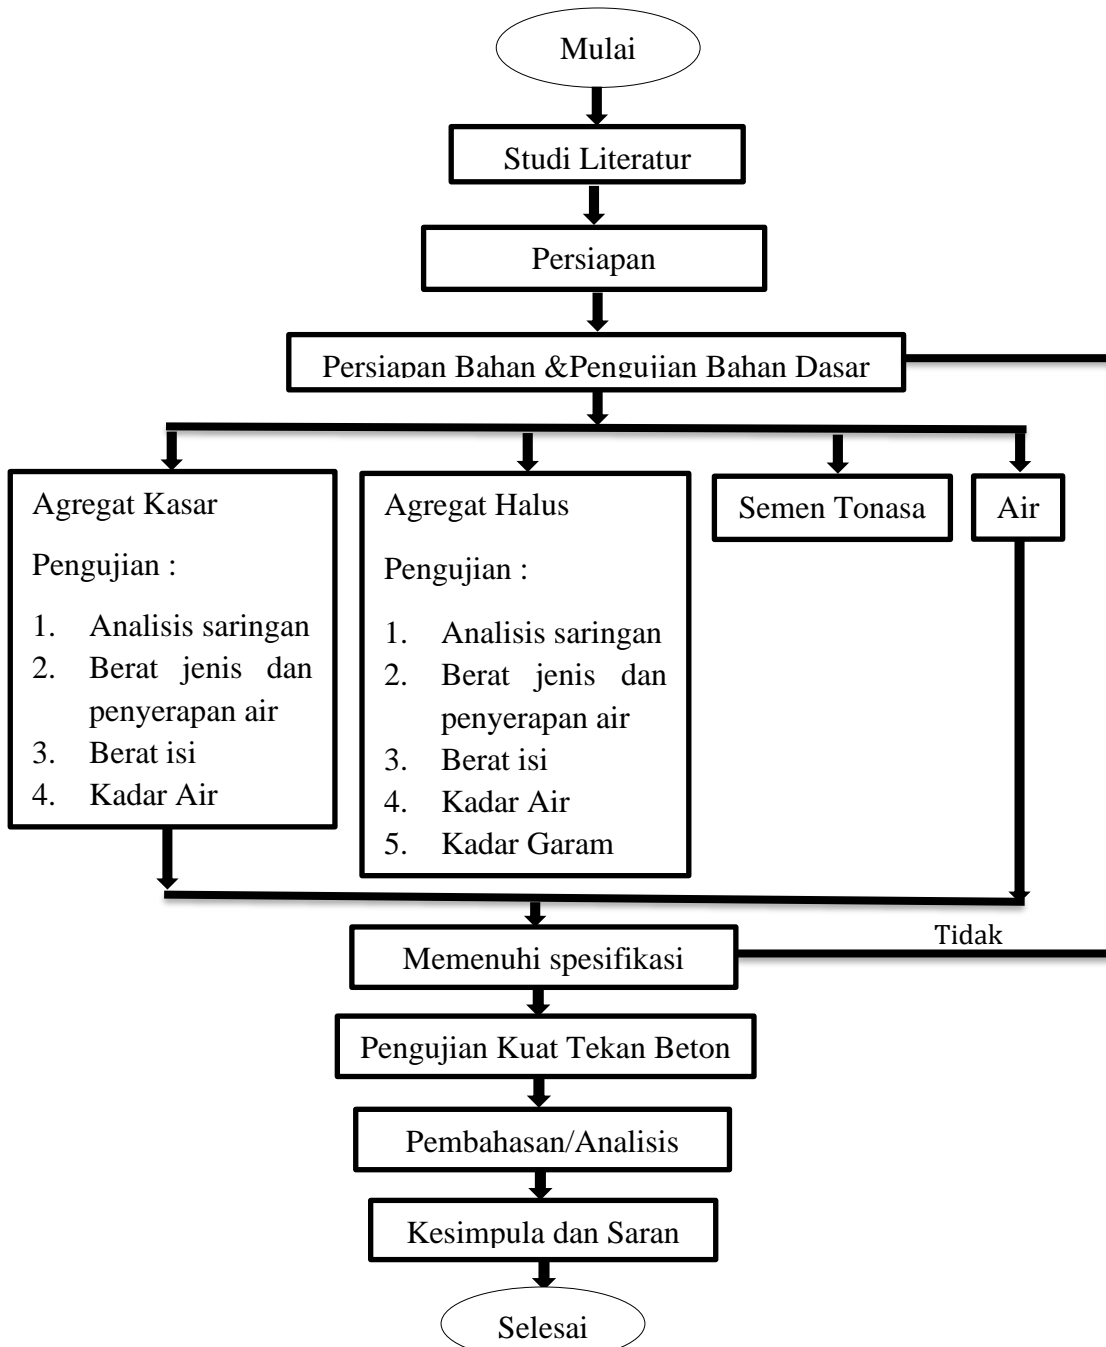 Mulai
Studi Literatur
Persiapan
Persiapan Bahan &Pengujian Bahan Dasar
Agregat Kasar
Pengujian :
1. Analisis saringan
2. Berat jenis dan
penyerapan air
3. Berat isi
4. Kadar Air
Agregat Halus
Pengujian :
1. Analisis saringan
2. Berat jenis dan
penyerapan air
3. Berat isi
4. Kadar Air
5. Kadar Garam
Semen Tonasa
Air
Tidak
Memenuhi spesifikasi
Pengujian Kuat Tekan Beton
Pembahasan/Analisis
Kesimpula dan Saran
Selesai